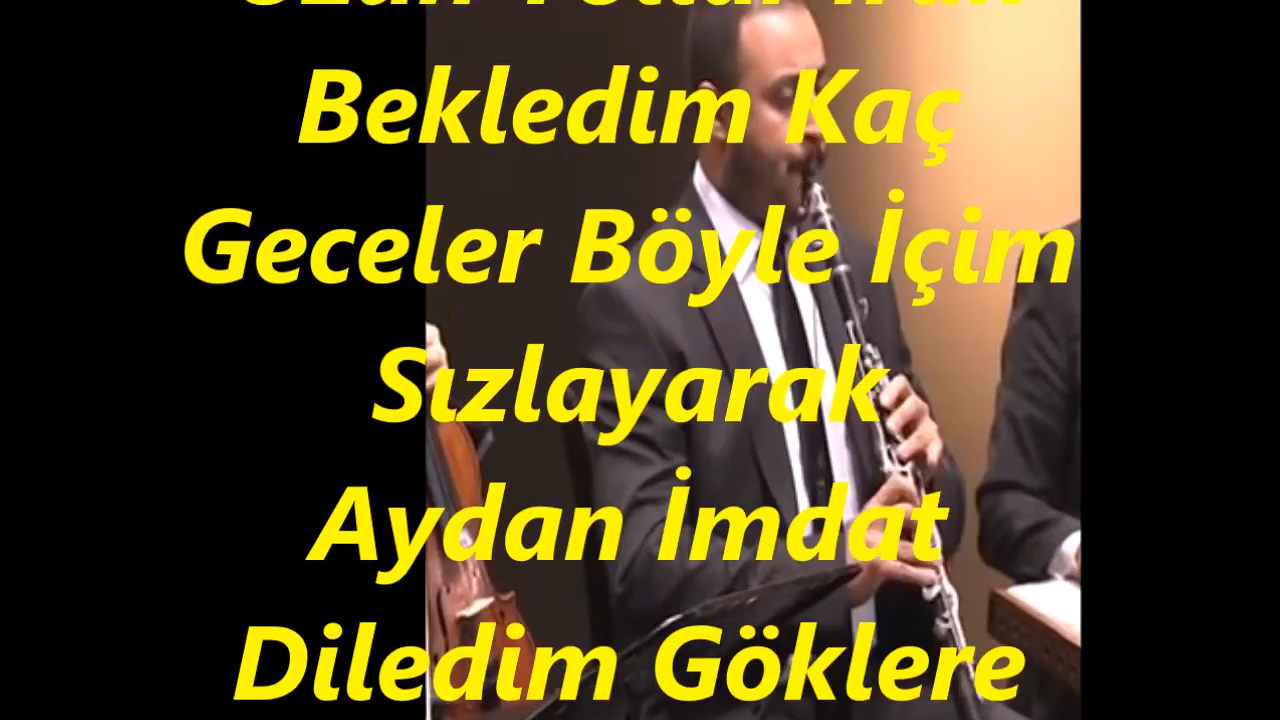 Bekledim Kaç
Geceler Böyle İçim
Sızlayarak
Aydan İmdat
Diledim Göklere